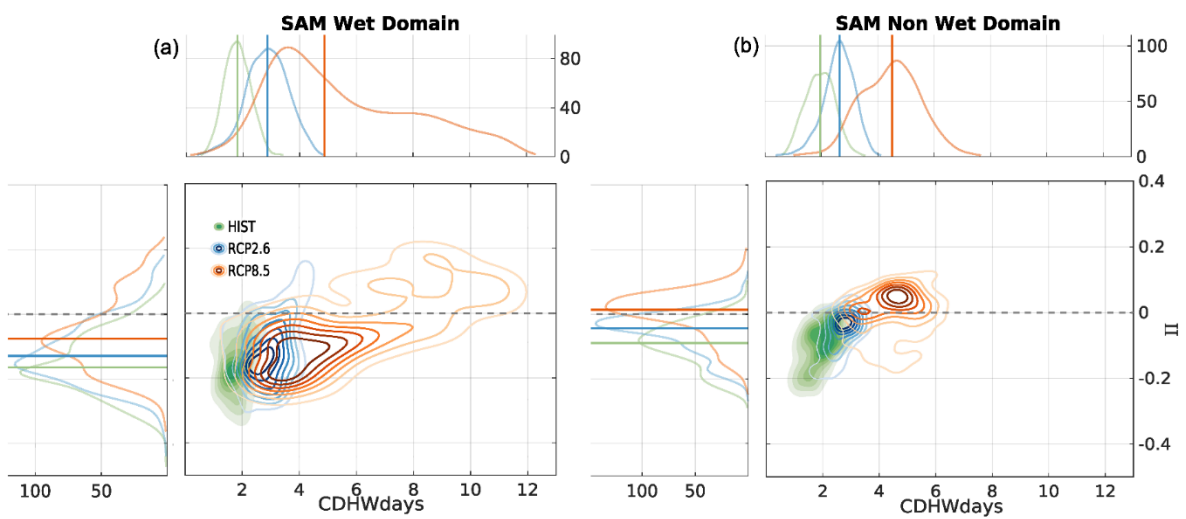 SAM Wet Domain
(a)
80
40
0
HIST
RCP2.6
RCP8.5
100 50
2 4 6 8 10 12
CDHWdays
SAM Non Wet Domain
(b)
100
50
0
0.4
0.2
0
-0.2
-0.4
II
100 50
2 4 6 8 10 12
CDHWdays